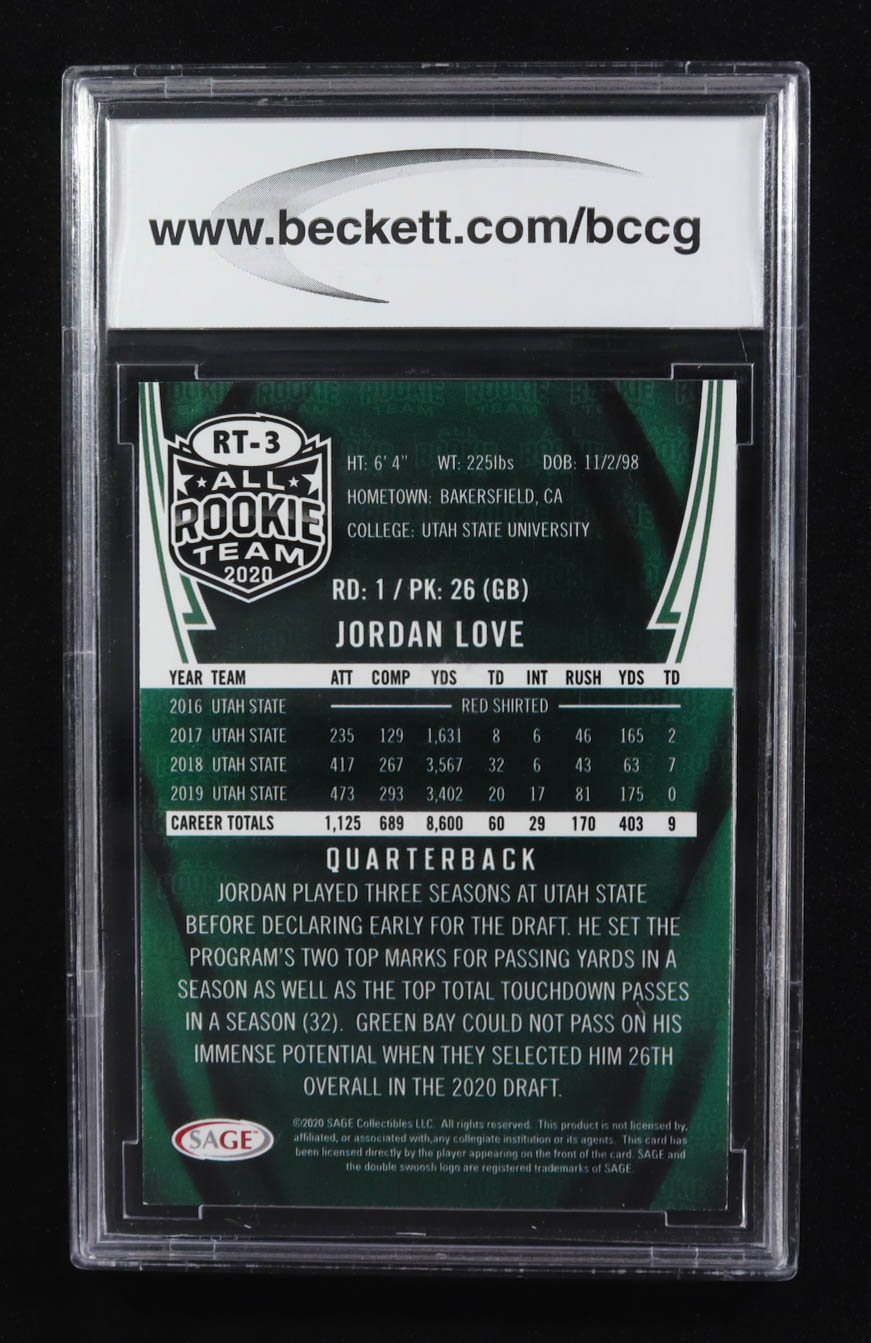 www.beckett.com/bccg
RT-3
ALL
ROOKIE
TEAM
2020
HT: 6' 4" WT: 225lbs DOB: 11/2/98
HOMETOWN: BAKERSFIELD, CA
COLLEGE: UTAH STATE UNIVERSITY
RD: 1 / PK: 26 (GB)
JORDAN LOVE
YEAR TEAM ATT COMP YDS TD INT RUSH YDS TD
2016 UTAH STATE RED SHIRTED
2017 UTAH STATE 235 129 1,631 8 6 46 165 2
2018 UTAH STATE 417 267 3,567 32 6 43 63 7
2019 UTAH STATE 473 293 3,402 20 17 81 175 0
CAREER TOTALS 1,125 689 8,600 60 29 170 403 9
QUARTERBACK
JORDAN PLAYED THREE SEASONS AT UTAH STATE
BEFORE DECLARING EARLY FOR THE DRAFT. HE SET THE
PROGRAM'S TWO TOP MARKS FOR PASSING YARDS IN A
SEASON AS WELL AS THE TOP TOTAL TOUCHDOWN PASSES
IN A SEASON (32). GREEN BAY COULD NOT PASS ON HIS
IMMENSE POTENTIAL WHEN THEY SELECTED HIM 26TH
OVERALL IN THE 2020 DRAFT.
SAGE™
©2020 SAGE Collectibles LLC. All rights reserved. This product is not licensed by,
affiliated, or associated with,any collegiate institution or its agents. This card has
been licensed directly by the player appearing on the front of the card. SAGE and
the double swoosh logo are registered trademarks of SAGE.